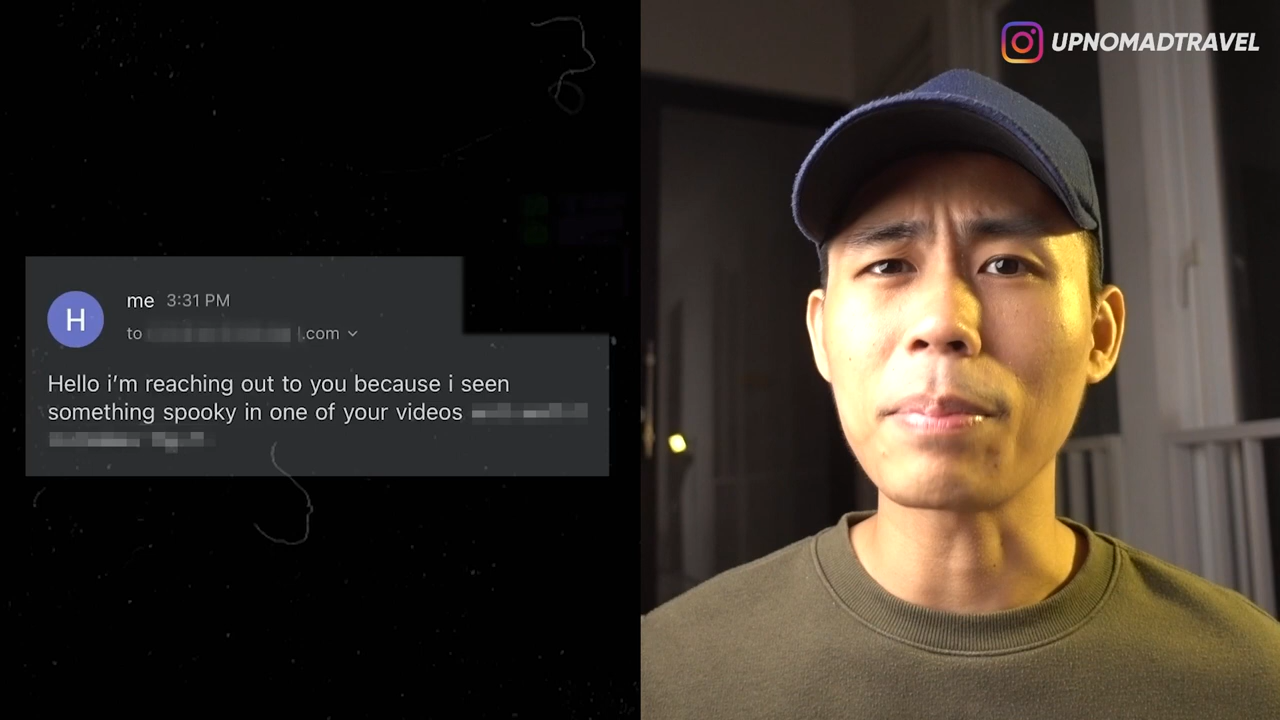 UPNOMADTRAVEL
H
me 3:31 PM
to .com
Hello i'm reaching out to you because i seen
something spooky in one of your videos